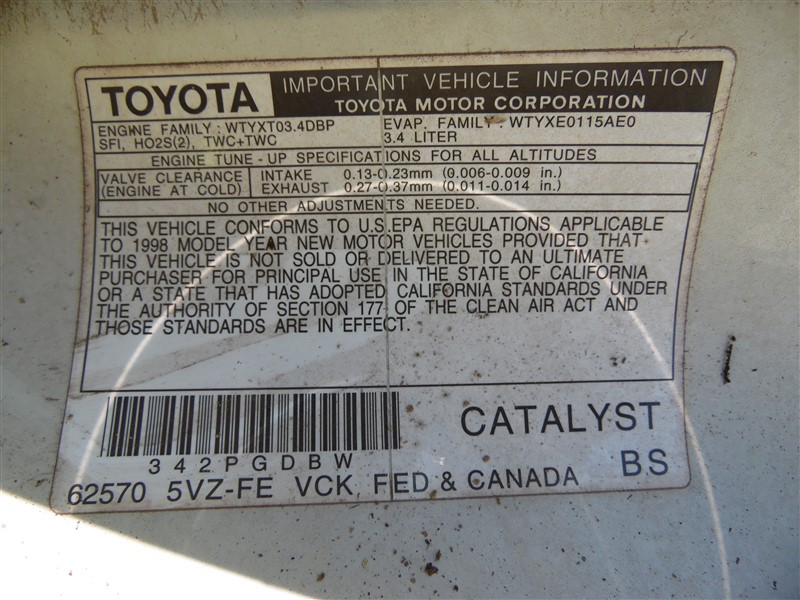 TOYOTA IMPORTANT VEHICLE INFORMATION
TOYOTA MOTOR CORPORATION
ENGINE FAMILY : WTYXT03.4DBP EVAP. FAMILY : WTYXE0115AE0
SFI, HO2S(2), TWC+TWC 3.4 LITER
ENGINE TUNE - UP SPECIFICATIONS FOR ALL ALTITUDES
VALVE CLEARANCE INTAKE 0.13-0.23mm (0.006-0.009 in.)
(ENGINE AT COLD) EXHAUST 0.27-0.37mm (0.011-0.014 in.)
NO OTHER ADJUSTMENTS NEEDED.
THIS VEHICLE CONFORMS TO U.S.EPA REGULATIONS APPLICABLE
TO 1998 MODEL YEAR NEW MOTOR VEHICLES PROVIDED THAT
THIS VEHICLE IS NOT SOLD OR DELIVERED TO AN ULTIMATE
PURCHASER FOR PRINCIPAL USE IN THE STATE OF CALIFORNIA
OR A STATE THAT HAS ADOPTED CALIFORNIA STANDARDS UNDER
THE AUTHORITY OF SECTION 177 OF THE CLEAN AIR ACT AND
THOSE STANDARDS ARE IN EFFECT.
CATALYST
342PGDBW
BS
62570 5VZ-FE VCK, FED & CANADA